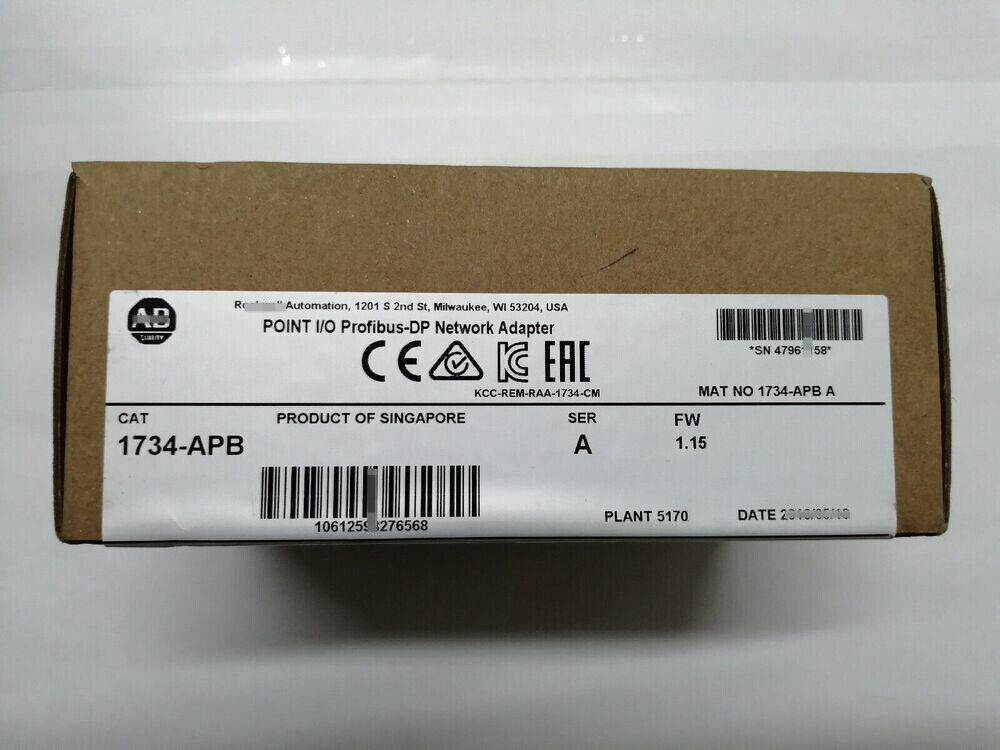 AB
QUALITY
Automation, 1201 S 2nd St, Milwaukee, WI 53204, USA
POINT I/O Profibus-DP Network Adapter
CE KC EAC
KCC-REM-RAA-1734-CM
MAT NO 1734-APB A
CAT PRODUCT OF SINGAPORE SER FW
1734-APB A 1.15
PLANT 5170 DATE